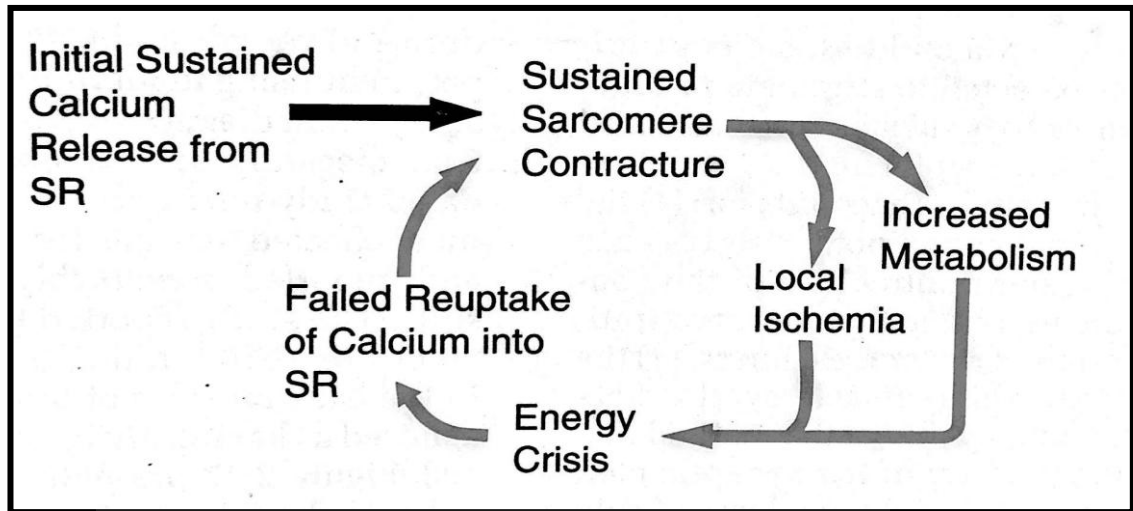 Initial Sustained
Calcium
Release from
SR
Sustained
Sarcomere
Contracture
Increased
Metabolism
Local
Ischemia
Energy
Crisis
Failed Reuptake
of Calcium into
SR